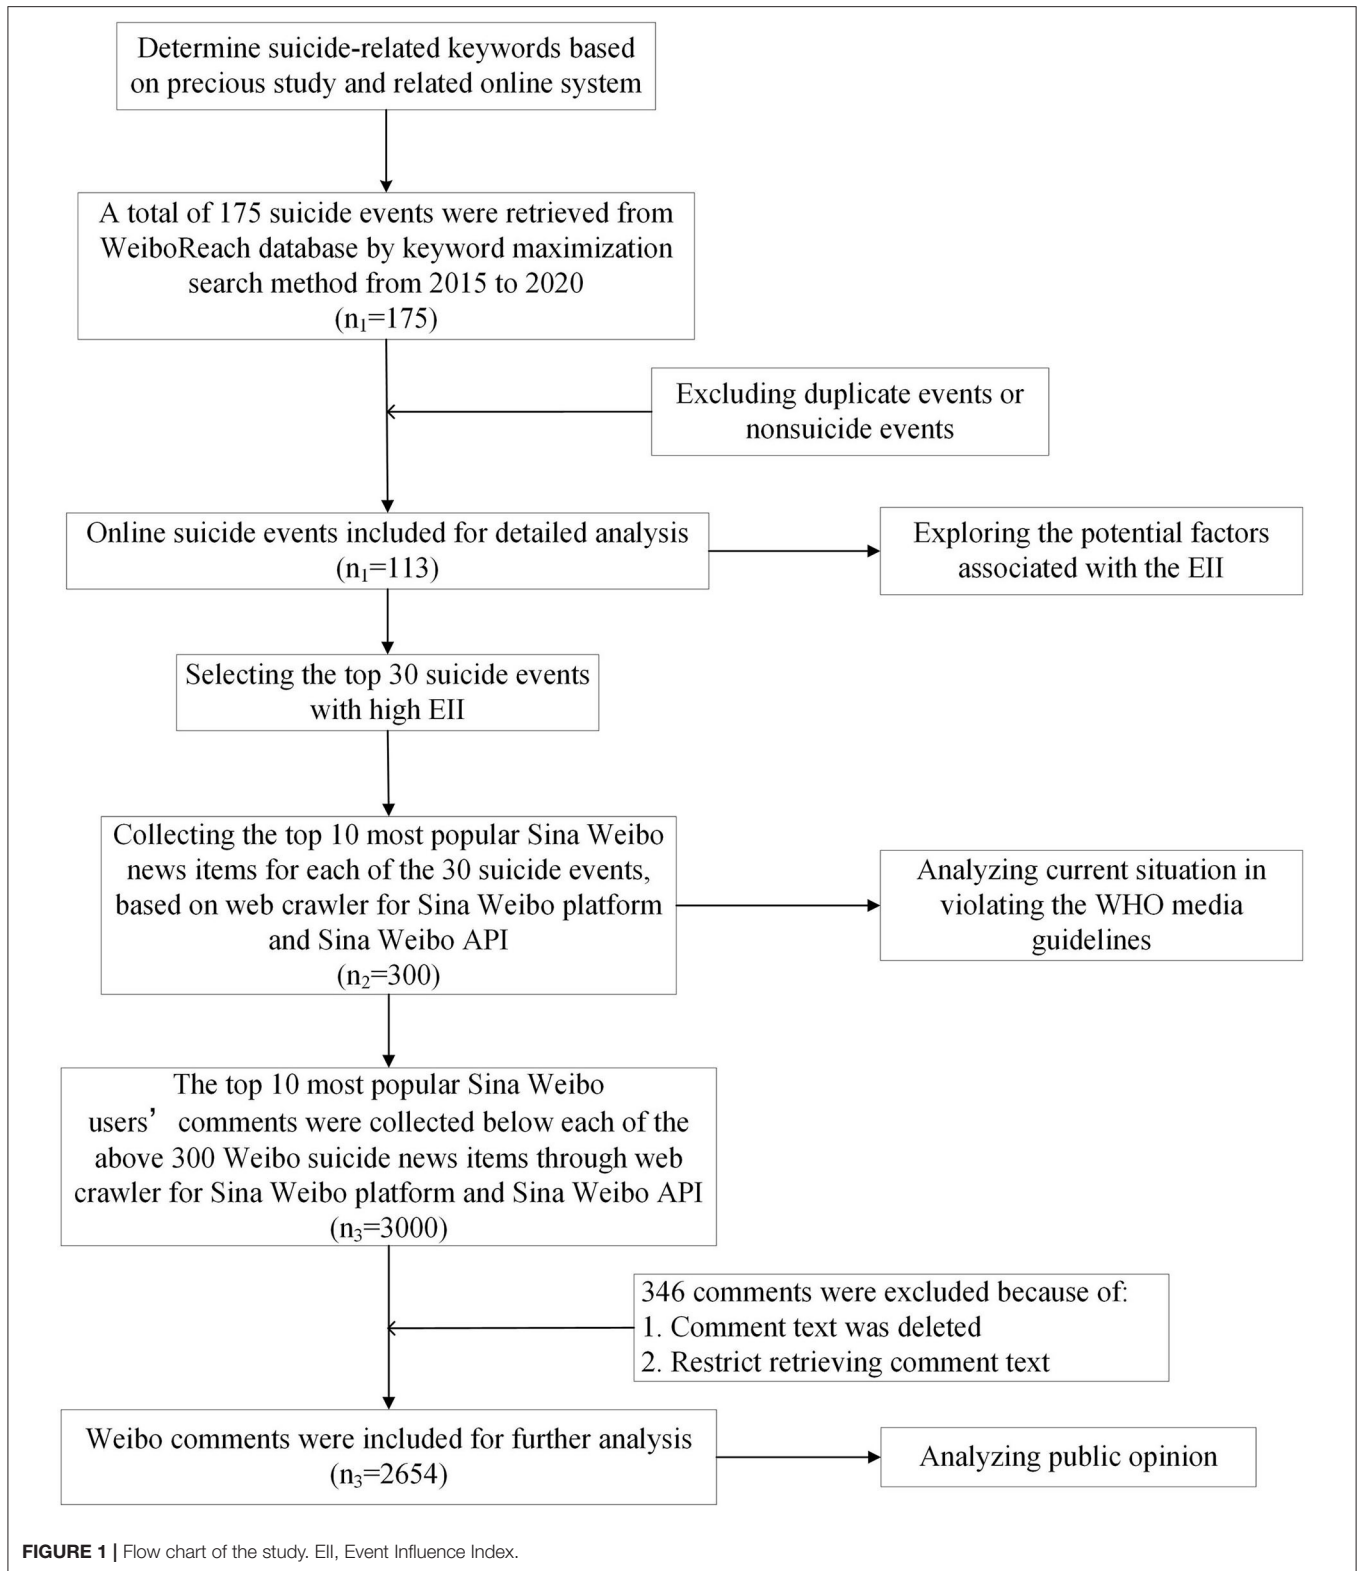 Determine suicide-related keywords based
on precious study and related online system
A total of 175 suicide events were retrieved from
WeiboReach database by keyword maximization
search method from 2015 to 2020
(n₁=175)
Excluding duplicate events or
nonsuicide events
Online suicide events included for detailed analysis
(n₁=113)
Exploring the potential factors
associated with the EII
Selecting the top 30 suicide events
with high EII
Collecting the top 10 most popular Sina Weibo
news items for each of the 30 suicide events,
based on web crawler for Sina Weibo platform
and Sina Weibo API
(n₂=300)
Analyzing current situation in
violating the WHO media
guidelines
The top 10 most popular Sina Weibo
users’ comments were collected below each of the
above 300 Weibo suicide news items through web
crawler for Sina Weibo platform and Sina Weibo API
(n₃=3000)
346 comments were excluded because of:
1. Comment text was deleted
2. Restrict retrieving comment text
Weibo comments were included for further analysis
(n₃=2654)
Analyzing public opinion
FIGURE 1 | Flow chart of the study. EII, Event Influence Index.